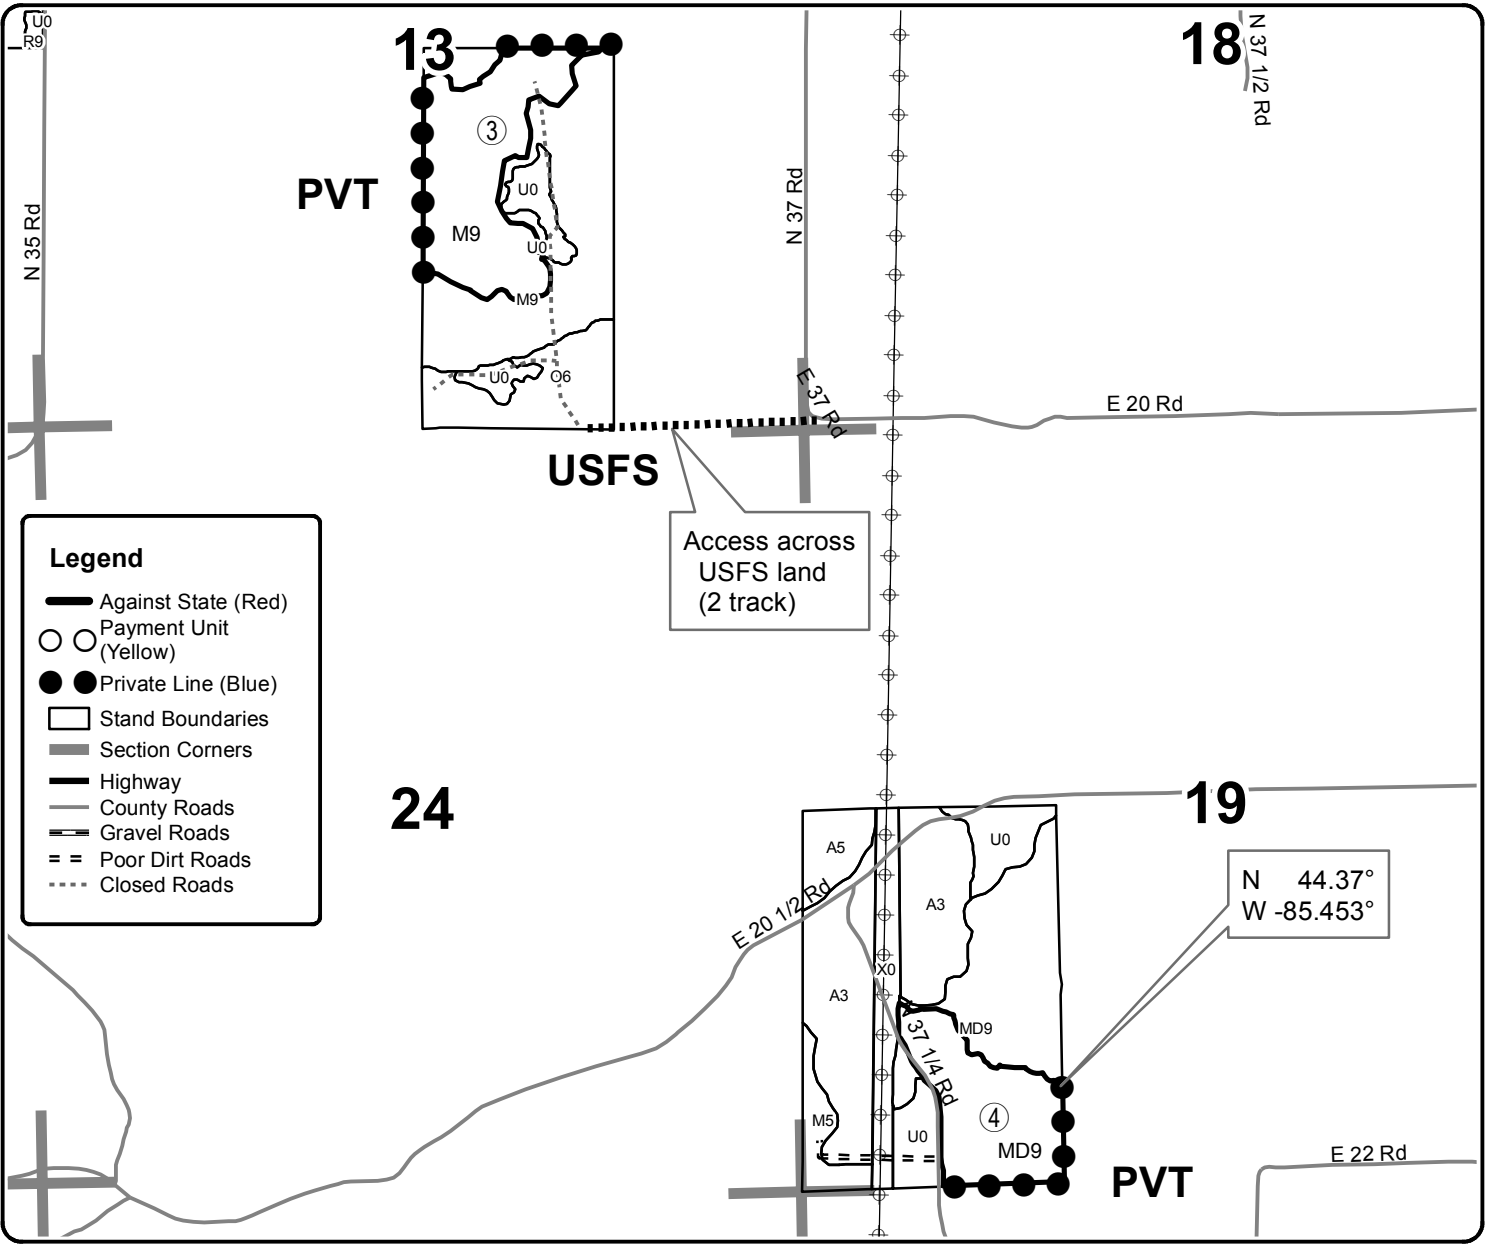 U0
R9
13
18
N 37 1/2 Rd
3
PVT
U0
N 37 Rd
N 35 Rd
M9
U0
M9
U0
O6
E 37 Rd
E 20 Rd
USFS
Access across
USFS land
(2 track)
Legend
Against State (Red)
Payment Unit
(Yellow)
Private Line (Blue)
Stand Boundaries
Section Corners
Highway
County Roads
Gravel Roads
Poor Dirt Roads
Closed Roads
24
19
A5
U0
N 44.37°
W -85.453°
E 20 1/2 Rd
A3
X0
A3
N 37 1/4 Rd
MD9
4
M5
U0
MD9
E 22 Rd
PVT